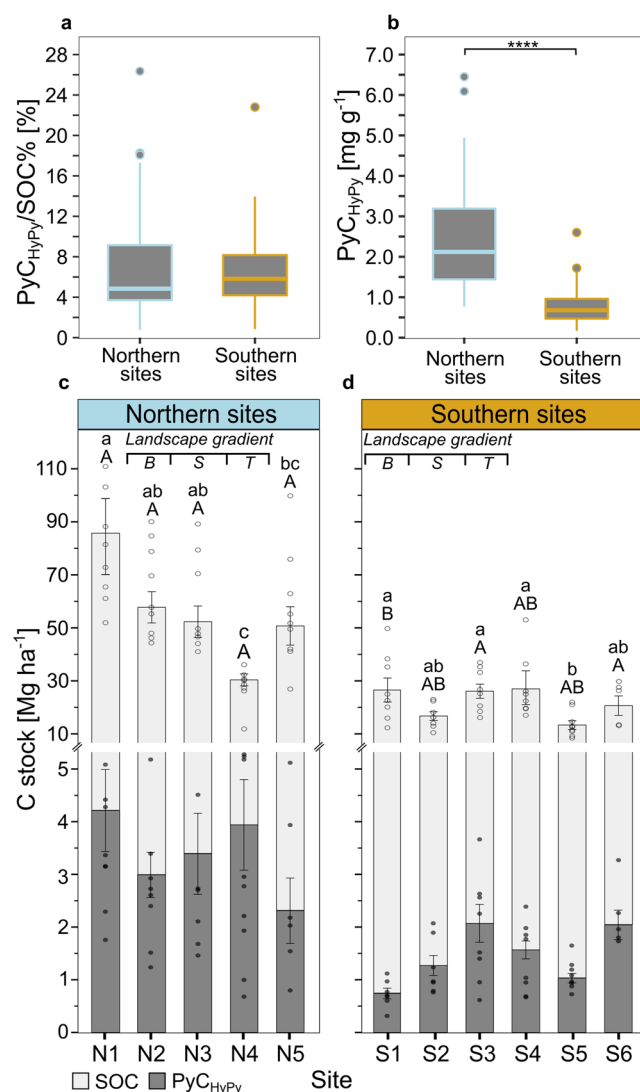 a
PyC_HyPy/SOC% [%]
28
24
20
16
12
8
4
0
Northern sites
Southern sites
b
PyC_HyPy [mg g⁻¹]
7.0
6.0
5.0
4.0
3.0
2.0
1.0
0.0
****
Northern sites
Southern sites
c
Northern sites
Landscape gradient
B S T
a ab ab c bc
A A A A A
d
Southern sites
Landscape gradient
B S T
a ab a a b ab
B AB A AB AB A
C stock [Mg ha⁻¹]
110
90
70
50
30
10
5
4
3
2
1
0
N1 N2 N3 N4 N5
S1 S2 S3 S4 S5 S6
SOC PyC_HyPy Site